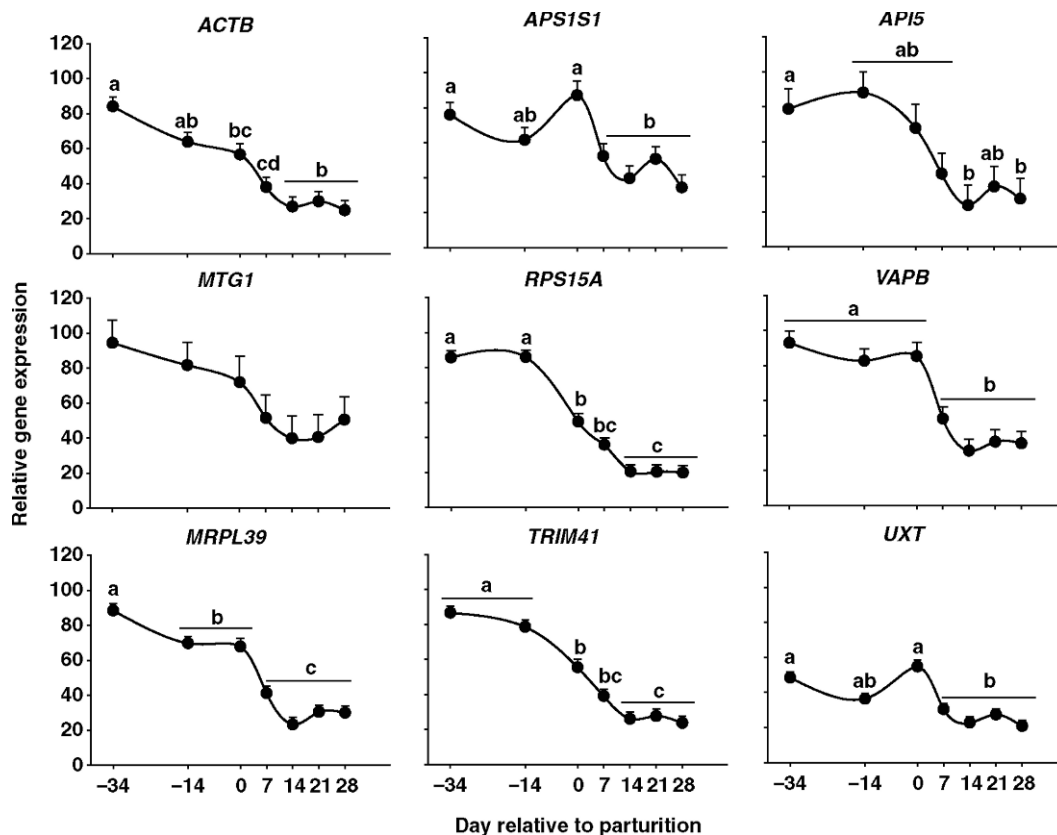 ACTB
APS1S1
API5
120
100
80
60
40
20
0
a
ab
bc
cd
b
a
ab
a
b
a
ab
b
ab
b
MTG1
RPS15A
VAPB
Relative gene expression
120
100
80
60
40
20
0
a
a
b
bc
c
a
b
MRPL39
TRIM41
UXT
120
100
80
60
40
20
0
a
b
c
a
b
bc
c
a
ab
a
b
−34 −14 0 7 14 21 28
−34 −14 0 7 14 21 28
−34 −14 0 7 14 21 28
Day relative to parturition